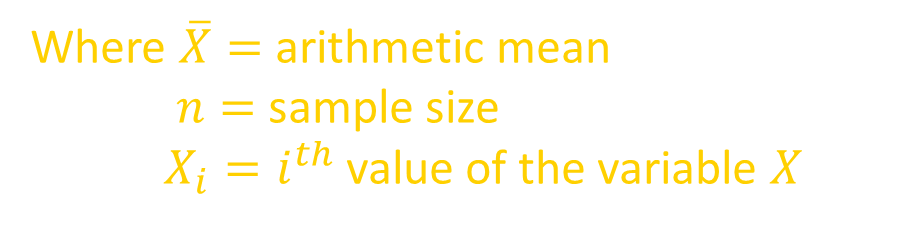 Where X̄ = arithmetic mean
n = sample size
Xᵢ = iᵗʰ value of the variable X